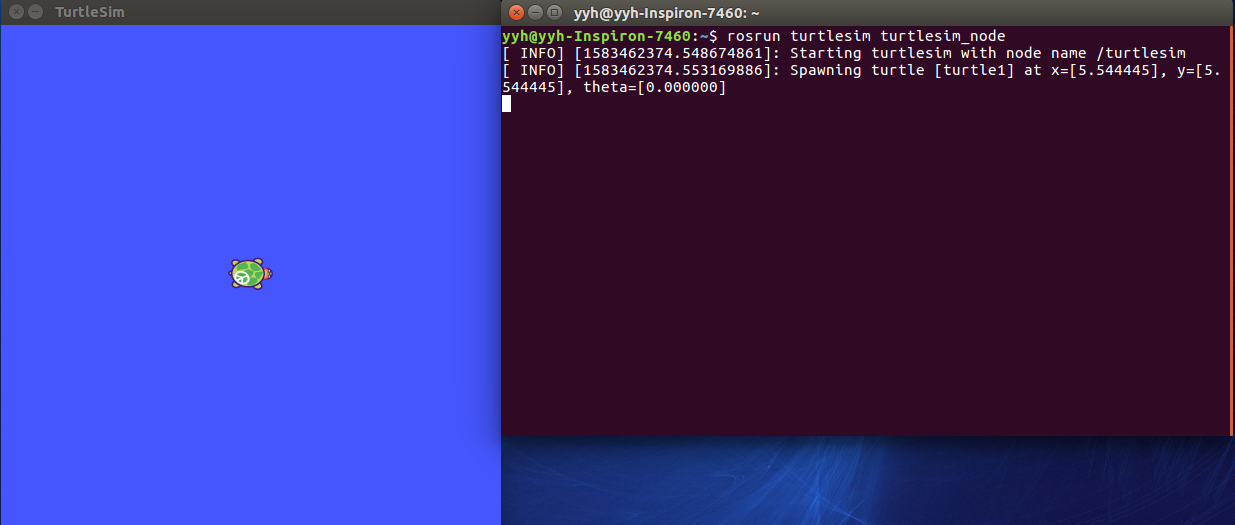 TurtleSim
yyh@yyh-Inspiron-7460: ~
yyh@yyh-Inspiron-7460:~$ rosrun turtlesim turtlesim_node
[ INFO] [1583462374.548674861]: Starting turtlesim with node name /turtlesim
[ INFO] [1583462374.553169886]: Spawning turtle [turtle1] at x=[5.544445], y=[5.
544445], theta=[0.000000]